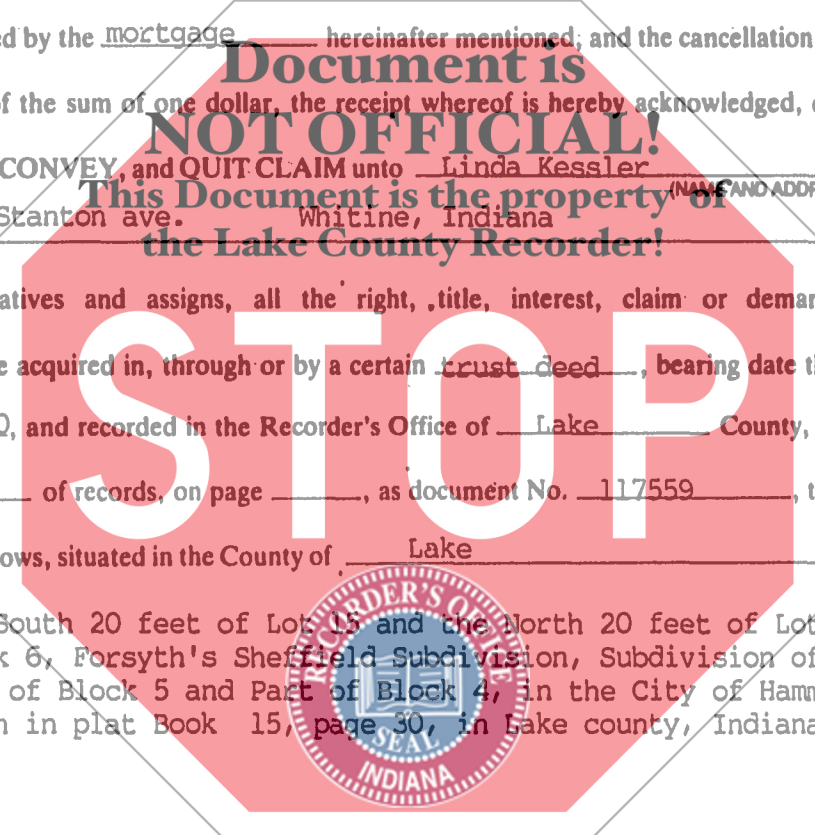 ed by the mortgage hereinafter mentioned, and the cancellation
Document is
of the sum of one dollar, the receipt whereof is hereby acknowledged,
NOT OFFICIAL!
CONVEY, and QUIT CLAIM unto Linda Kessler
This Document is the property of
(NAME AND ADDR
Stanton ave. Whitine, Indiana
the Lake County Recorder!
atives and assigns, all the right, title, interest, claim or deman
e acquired in, through or by a certain trust deed, bearing date t
, and recorded in the Recorder's Office of Lake County,
of records, on page , as document No. 117559, t
ows, situated in the County of Lake
STOP
South 20 feet of Lot 15 and the North 20 feet of Lot
k 6, Forsyth's Sheffield Subdivision, Subdivision of
of Block 5 and Part of Block 4, in the City of Hamm
n in plat Book 15, page 30, in Lake county, Indiana
RECORDER'S OFFICE
SEAL
INDIANA